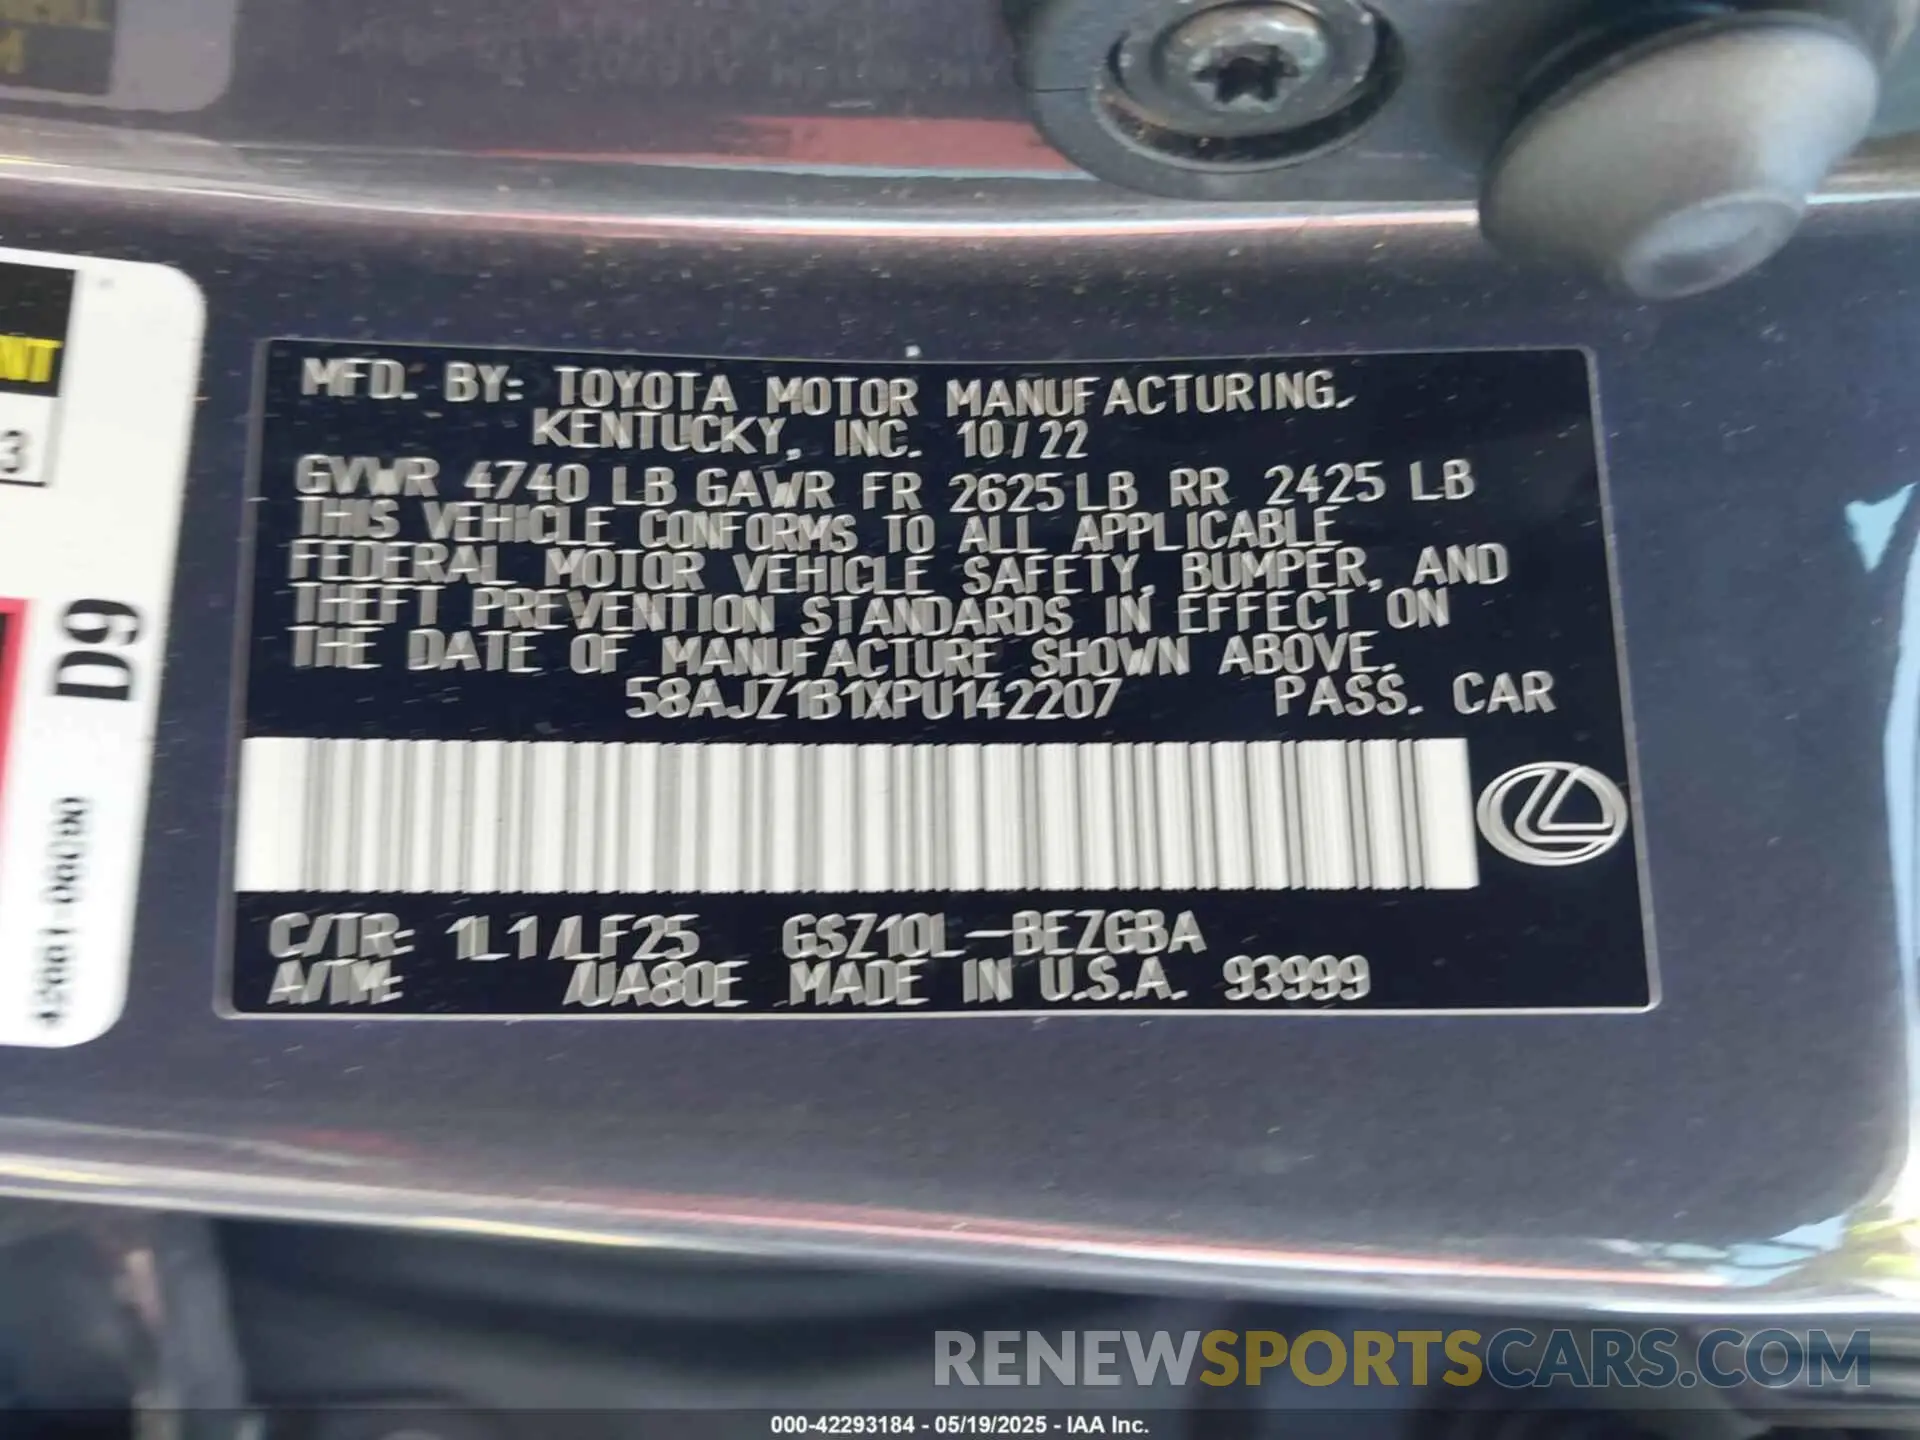 MFD. BY: TOYOTA MOTOR MANUFACTURING,
KENTUCKY, INC. 10/22
GVWR 4740 LB GAWR FR 2625 LB RR 2425 LB
THIS VEHICLE CONFORMS TO ALL APPLICABLE
FEDERAL MOTOR VEHICLE SAFETY, BUMPER, AND
THEFT PREVENTION STANDARDS IN EFFECT ON
THE DATE OF MANUFACTURE SHOWN ABOVE.
58AJZ1B1XPU142207 PASS. CAR
C/TR: 1L1/LF25 GSZ10L-BEZGBA
A/TM: /UA80E MADE IN U.S.A. 93999
3
D9
RENEWSPORTSCARS.COM
000-42293184 - 05/19/2025 - IAA Inc.